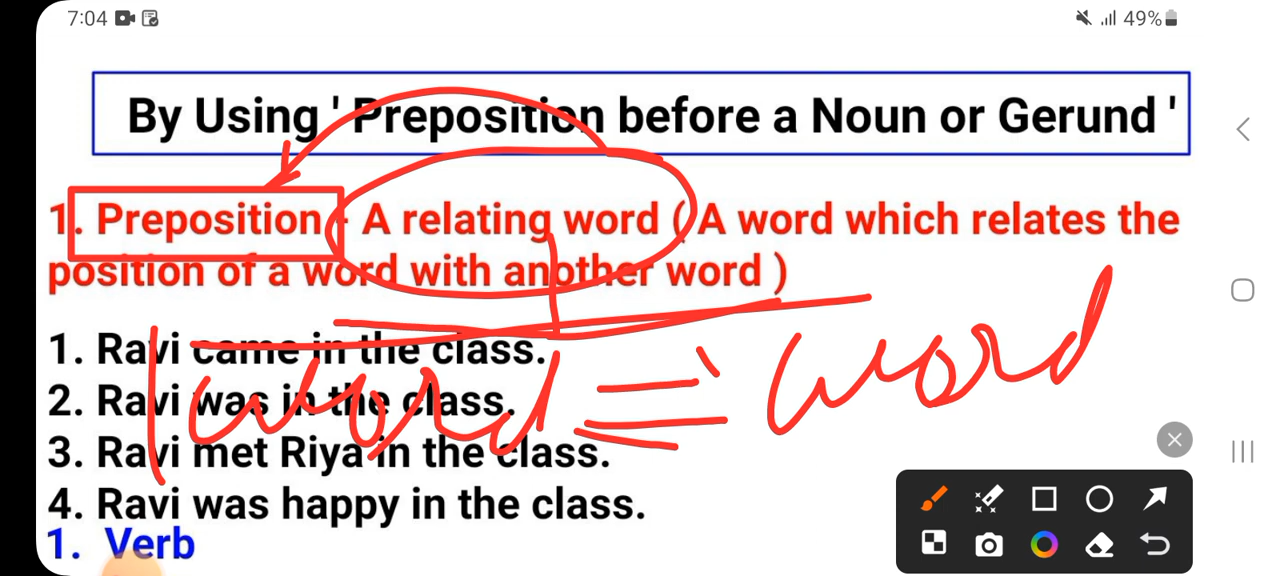 7:04
49%
By Using ' Preposition before a Noun or Gerund '
1. Preposition - A relating word ( A word which relates the
position of a word with another word )
1. Ravi came in the class.
word = word
2. Ravi was in the class.
3. Ravi met Riya in the class.
4. Ravi was happy in the class.
1. Verb